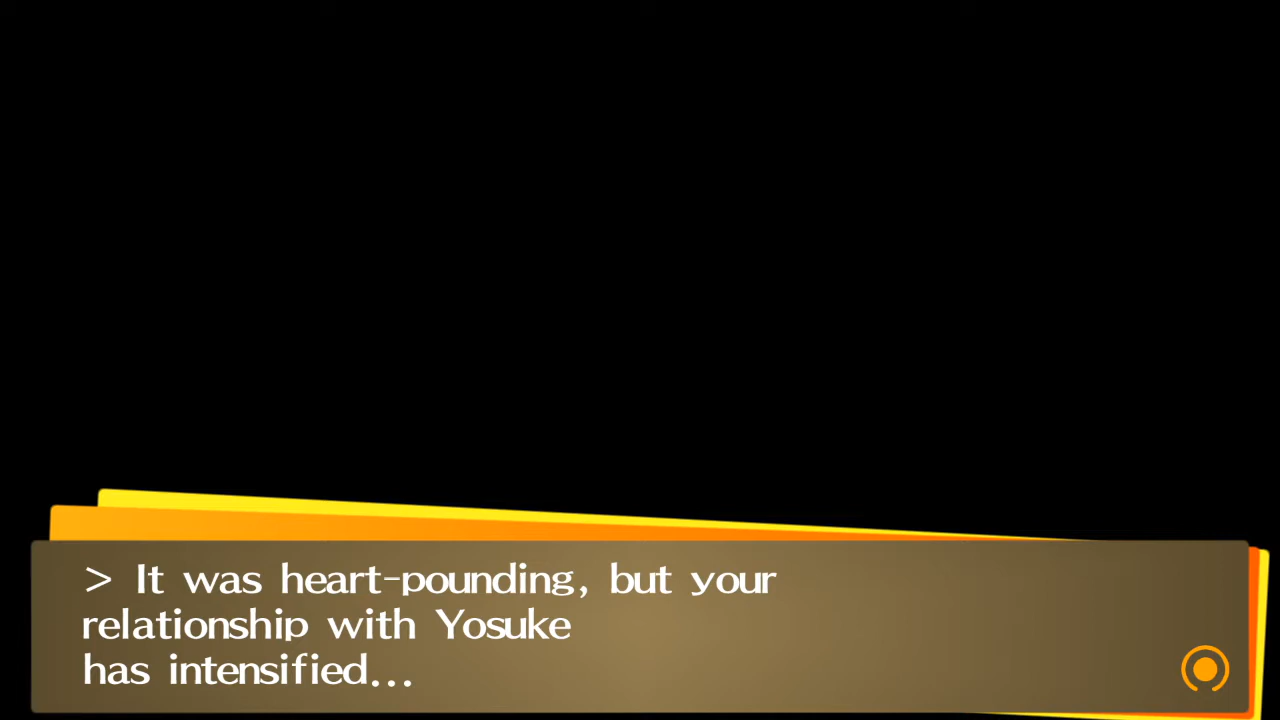 > It was heart-pounding, but your
relationship with Yosuke
has intensified...